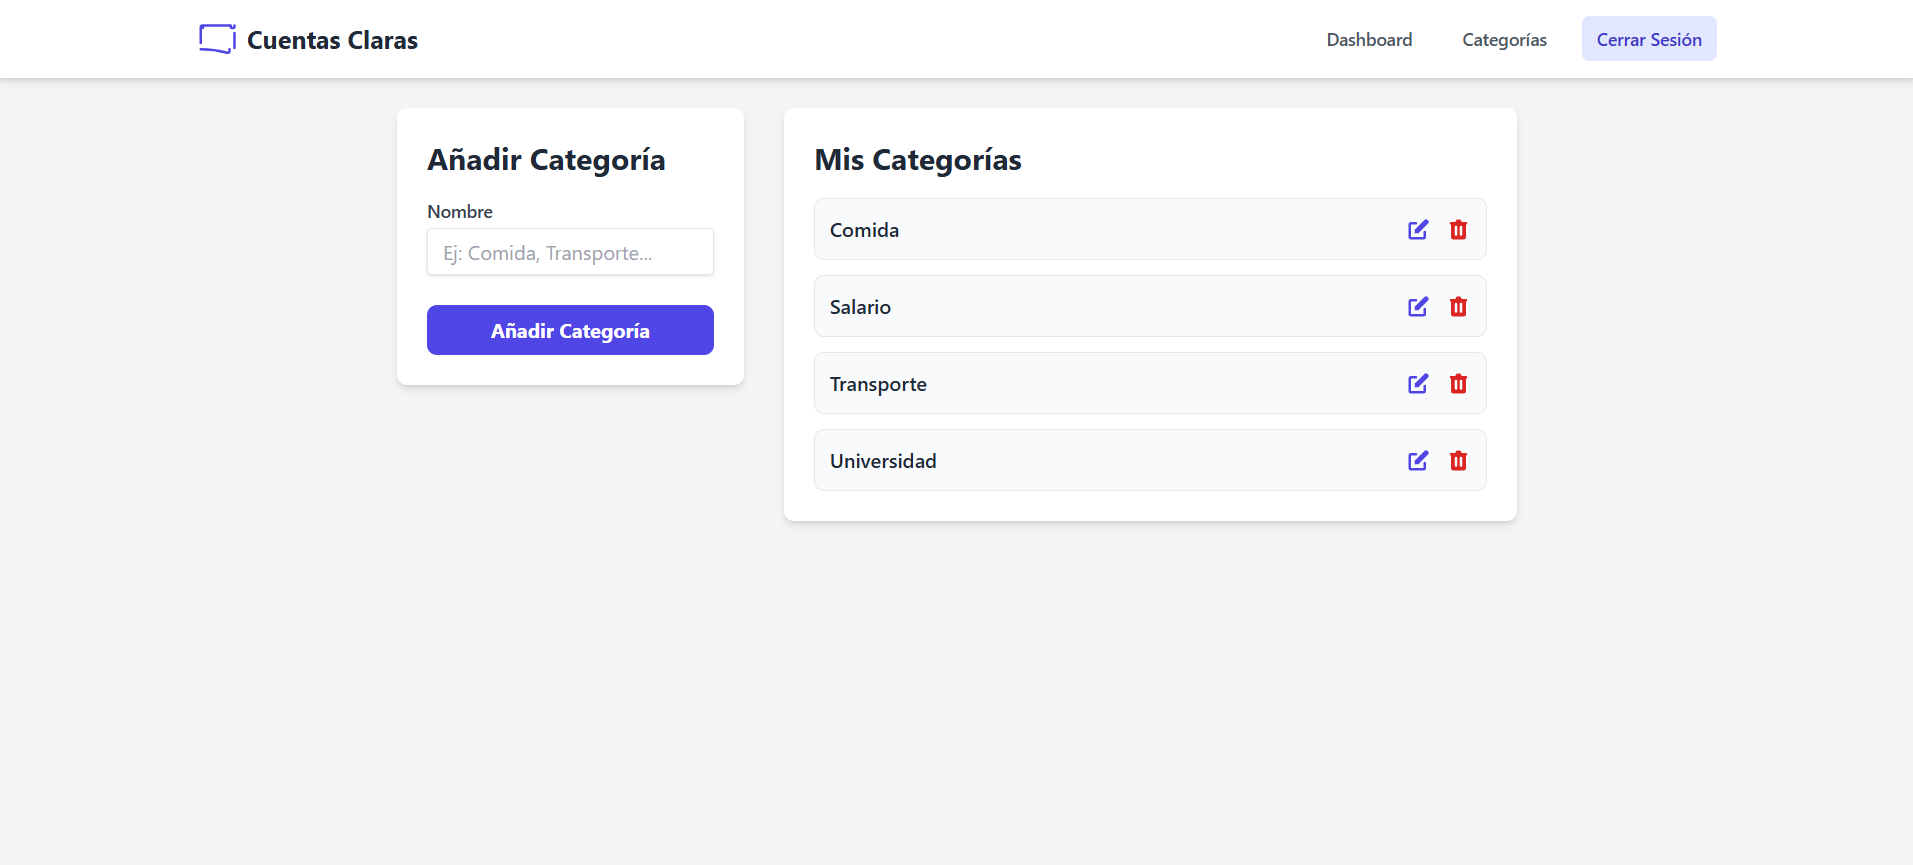 Cuentas Claras
Dashboard
Categorías
Cerrar Sesión
Añadir Categoría
Nombre
Ej: Comida, Transporte...
Añadir Categoría
Mis Categorías
Comida
Salario
Transporte
Universidad